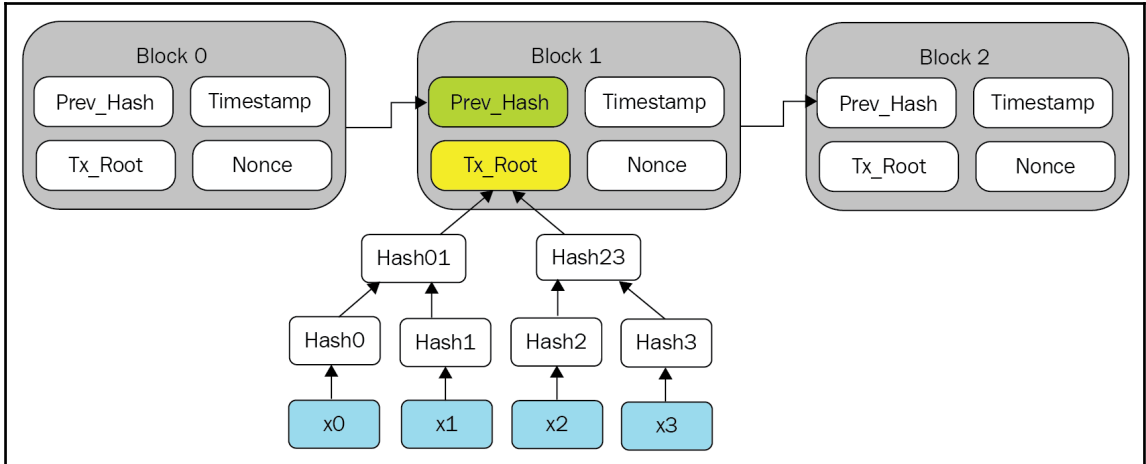 Block 0
Block 1
Block 2
Prev_Hash
Timestamp
Prev_Hash
Timestamp
Prev_Hash
Timestamp
Tx_Root
Nonce
Tx_Root
Nonce
Tx_Root
Nonce
Hash01
Hash23
Hash0
Hash1
Hash2
Hash3
x0
x1
x2
x3